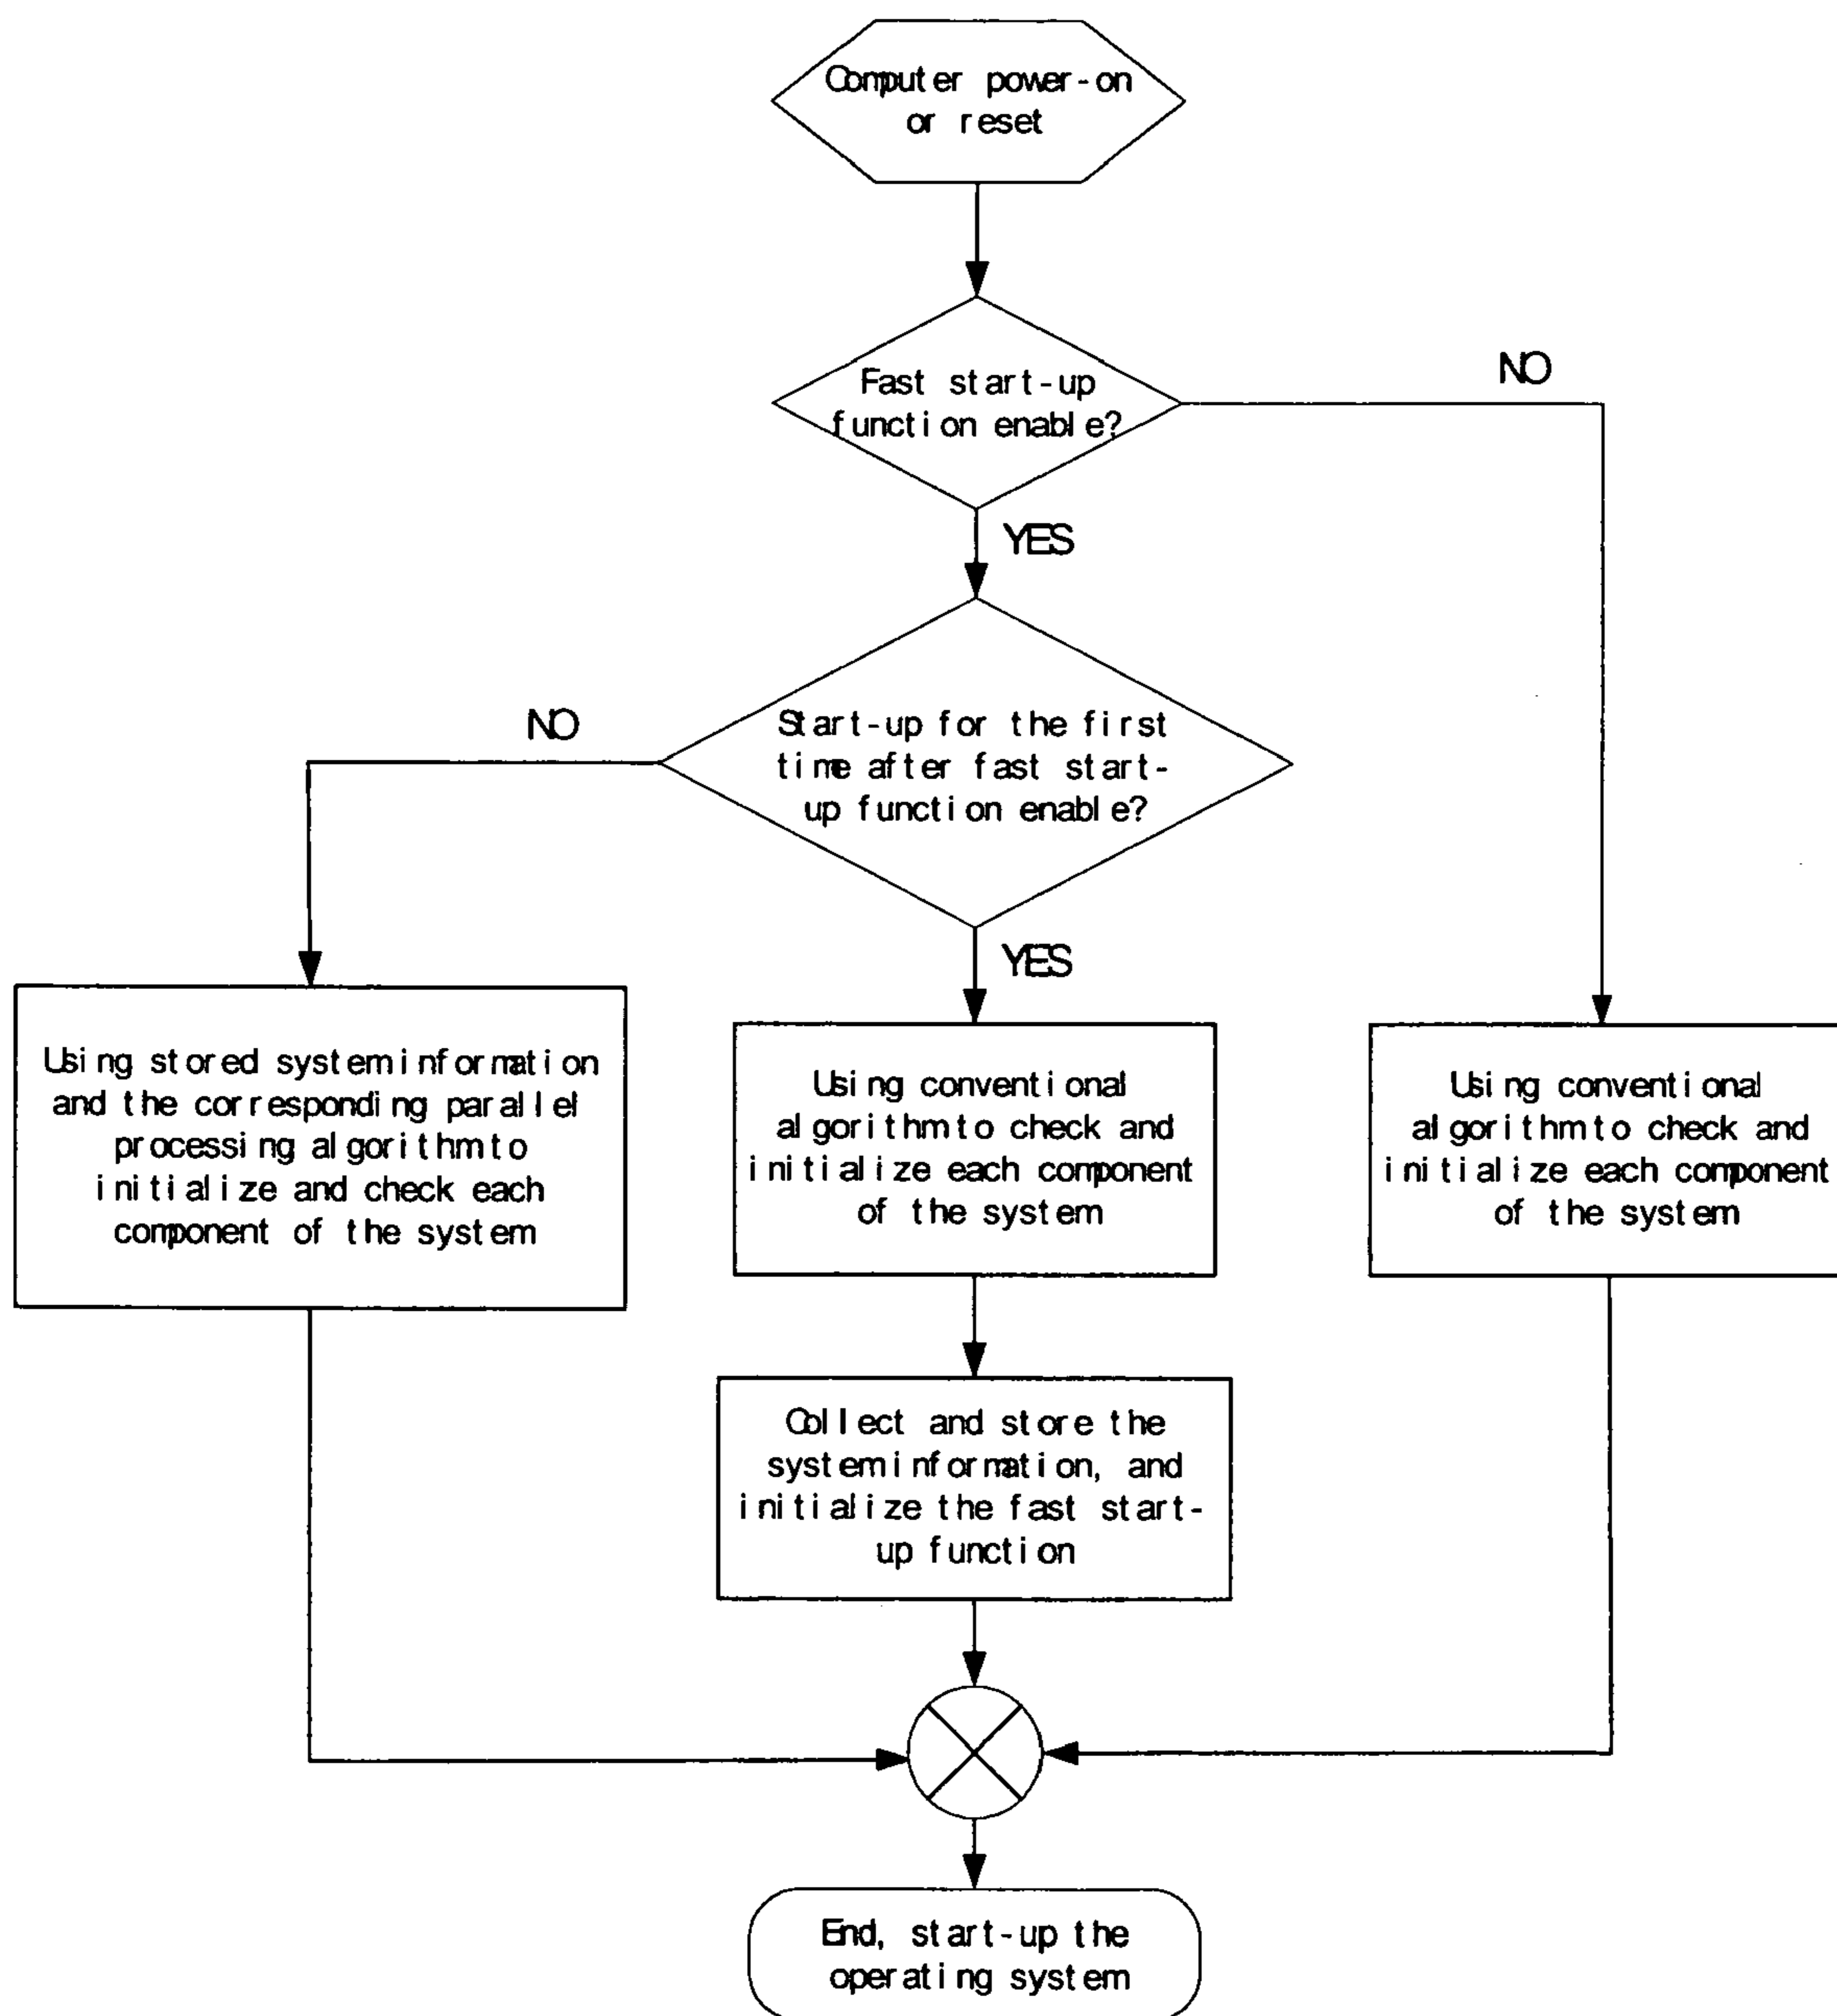 Computer power-on
or reset
Fast start-up
function enable?
NO
YES
Start-up for the first
time after fast start-
up function enable?
NO
YES
Using stored system information
and the corresponding parallel
processing algorithm to
initialize and check each
component of the system
Using conventional
algorithm to check and
initialize each component
of the system
Using conventional
algorithm to check and
initialize each component
of the system
Collect and store the
system information, and
initialize the fast start-
up function
End, start-up the
operating system